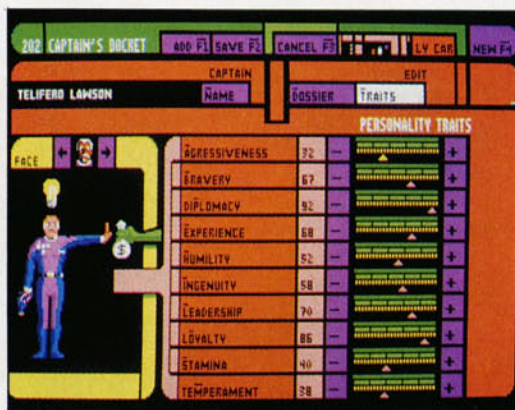 202 CAPTAIN'S DOCKET ADD F1 SAVE F2 CANCEL F3 LY CAR NEW F4
CAPTAIN EDIT
TELIFERO LAWSON NAME DOSSIER TRAITS
PERSONALITY TRAITS
FACE
AGRESSIVENESS 32 - +
BRAVERY 67 - +
DIPLOMACY 92 - +
EXPERIENCE 68 - +
HUMILITY 52 - +
INGENUITY 58 - +
LEADERSHIP 70 - +
LOYALTY 86 - +
STAMINA 40 - +
TEMPERAMENT 38 - +
$